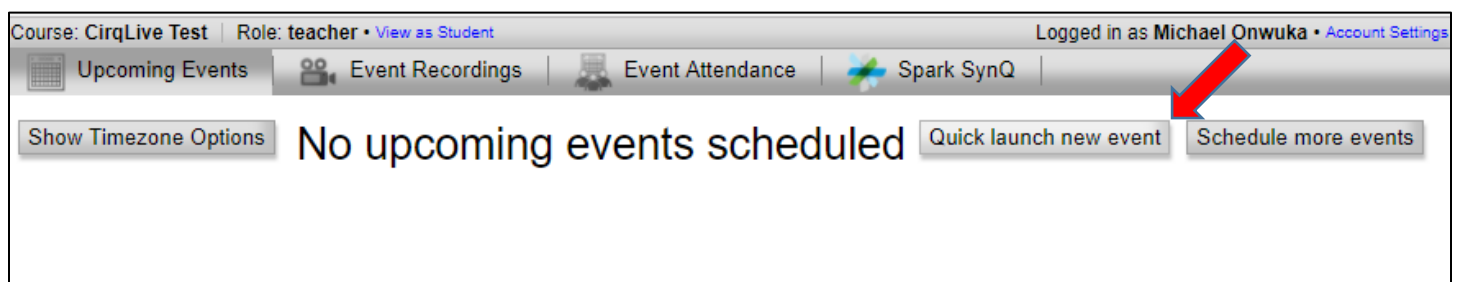 Course: CirqLive Test | Role: teacher • View as Student Logged in as Michael Onwuka • Account Settings
Upcoming Events | Event Recordings | Event Attendance | Spark SynQ |
Show Timezone Options No upcoming events scheduled Quick launch new event Schedule more events